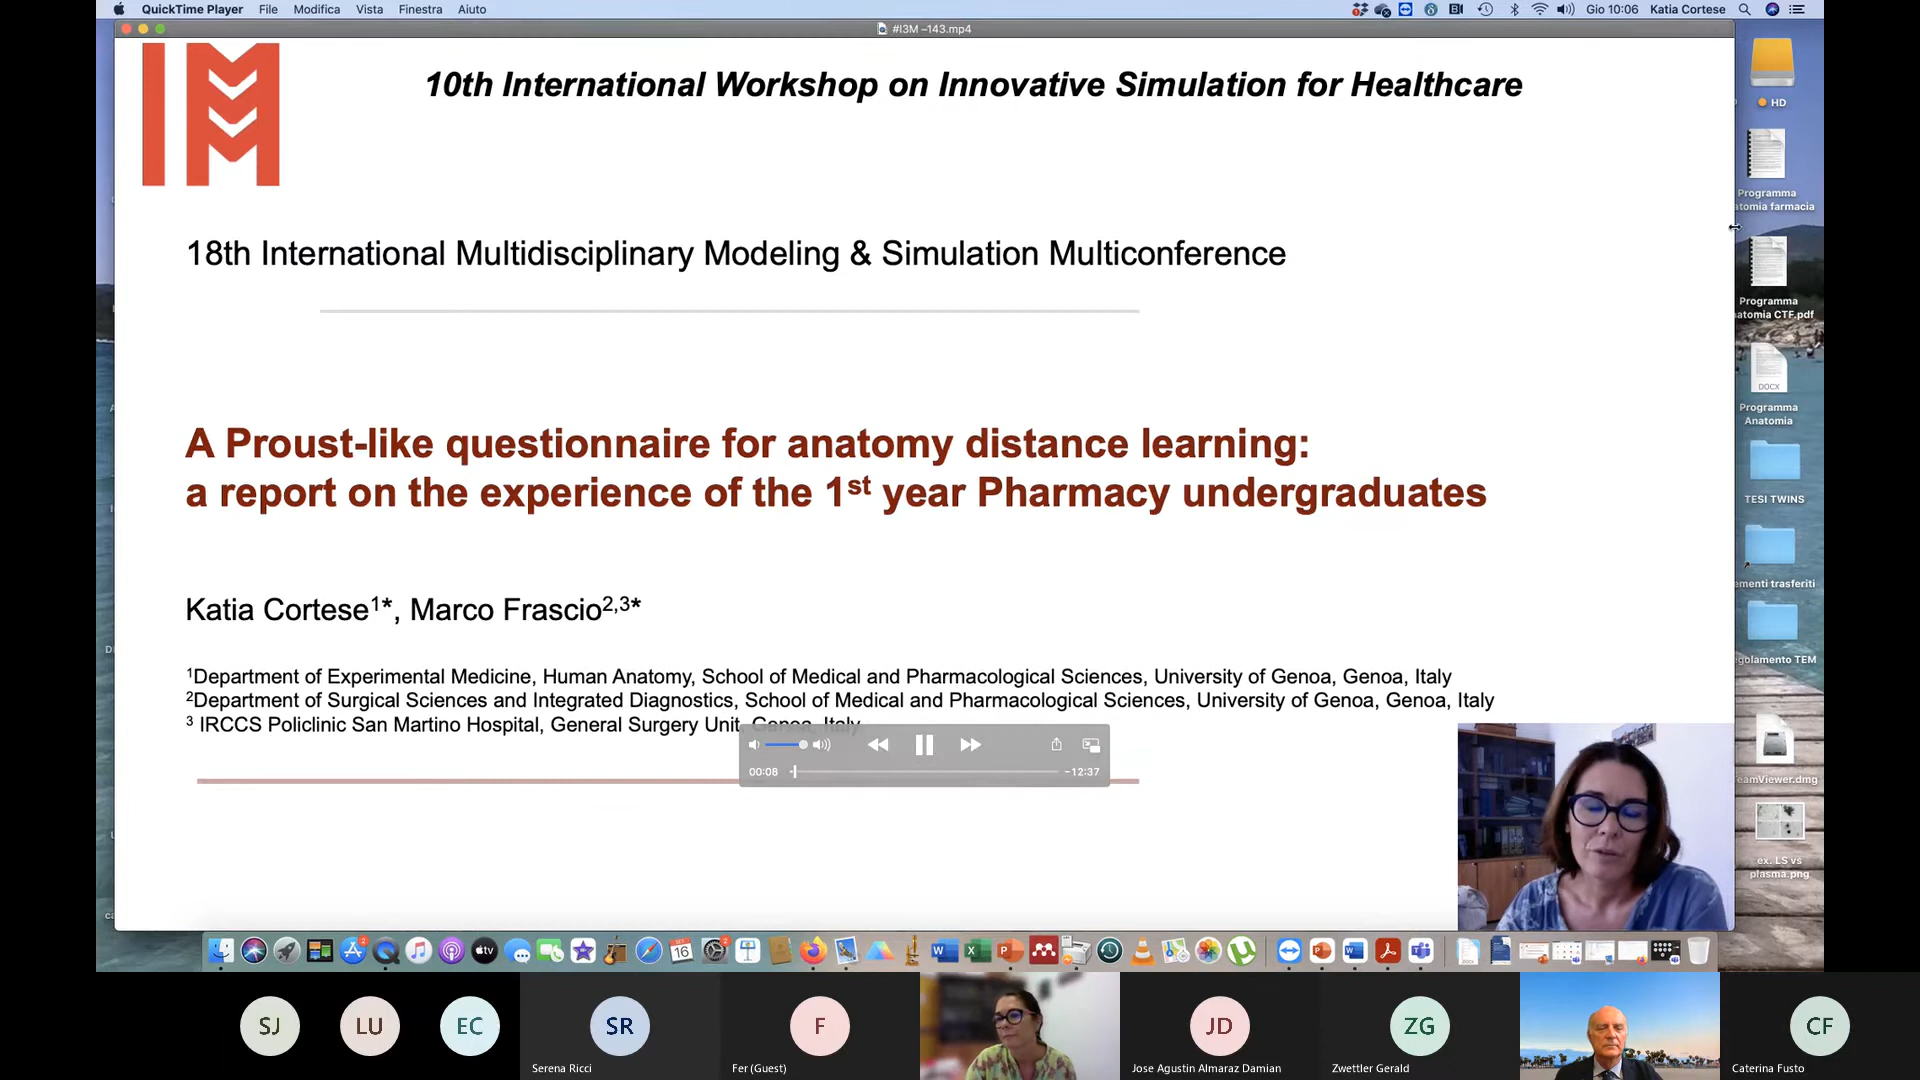 QuickTime Player File Modifica Vista Finestra Aiuto
Gio 10:06 Katia Cortese
#I3M –143.mp4
IM
10th International Workshop on Innovative Simulation for Healthcare
18th International Multidisciplinary Modeling & Simulation Multiconference
A Proust-like questionnaire for anatomy distance learning:
a report on the experience of the 1st year Pharmacy undergraduates
Katia Cortese1*, Marco Frascio2,3*
1Department of Experimental Medicine, Human Anatomy, School of Medical and Pharmacological Sciences, University of Genoa, Genoa, Italy
2Department of Surgical Sciences and Integrated Diagnostics, School of Medical and Pharmacological Sciences, University of Genoa, Genoa, Italy
3 IRCCS Policlinic San Martino Hospital, General Surgery Unit, Genoa, Italy
00:08
–12:37
HD
Programma
atomia farmacia
Programma
atomia CTF.pdf
DOCX
Programma
Anatomia
TESI TWINS
ementi trasferiti
golamento TEM
eamViewer.dmg
ex. LS vs
plasma.png
tv
16
SJ
LU
EC
SR
Serena Ricci
F
Fer (Guest)
JD
Jose Agustin Almaraz Damian
ZG
Zwettler Gerald
CF
Caterina Fusto